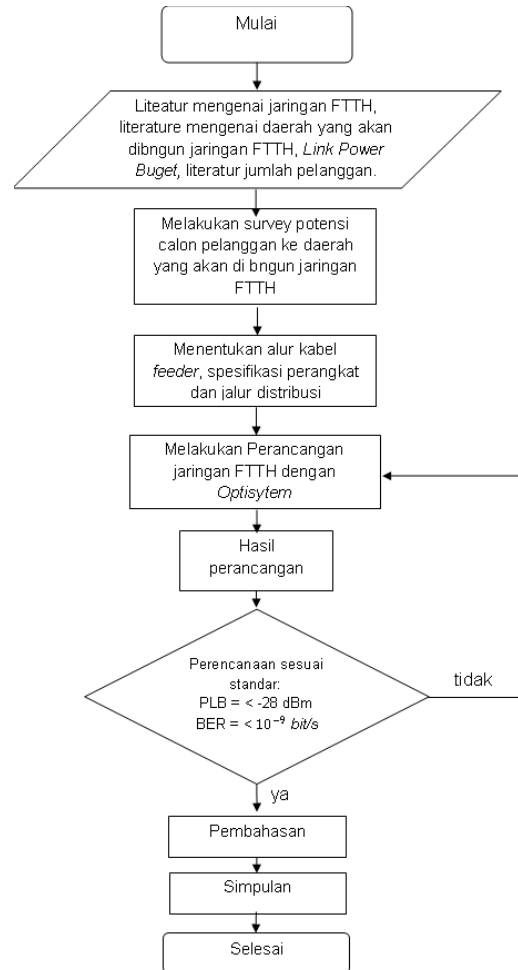 Mulai
Liteatur mengenai jaringan FTTH,
literature mengenai daerah yang akan
dibngun jaringan FTTH, Link Power
Buget, literatur jumlah pelanggan.
Melakukan survey potensi
calon pelanggan ke daerah
yang akan di bngun jaringan
FTTH
Menentukan alur kabel
feeder, spesifikasi perangkat
dan jalur distribusi
Melakukan Perancangan
jaringan FTTH dengan
Optisytem
Hasil
perancangan
Perencanaan sesuai
standar:
PLB = < -28 dBm
BER = < 10⁻⁹ bit/s
tidak
ya
Pembahasan
Simpulan
Selesai